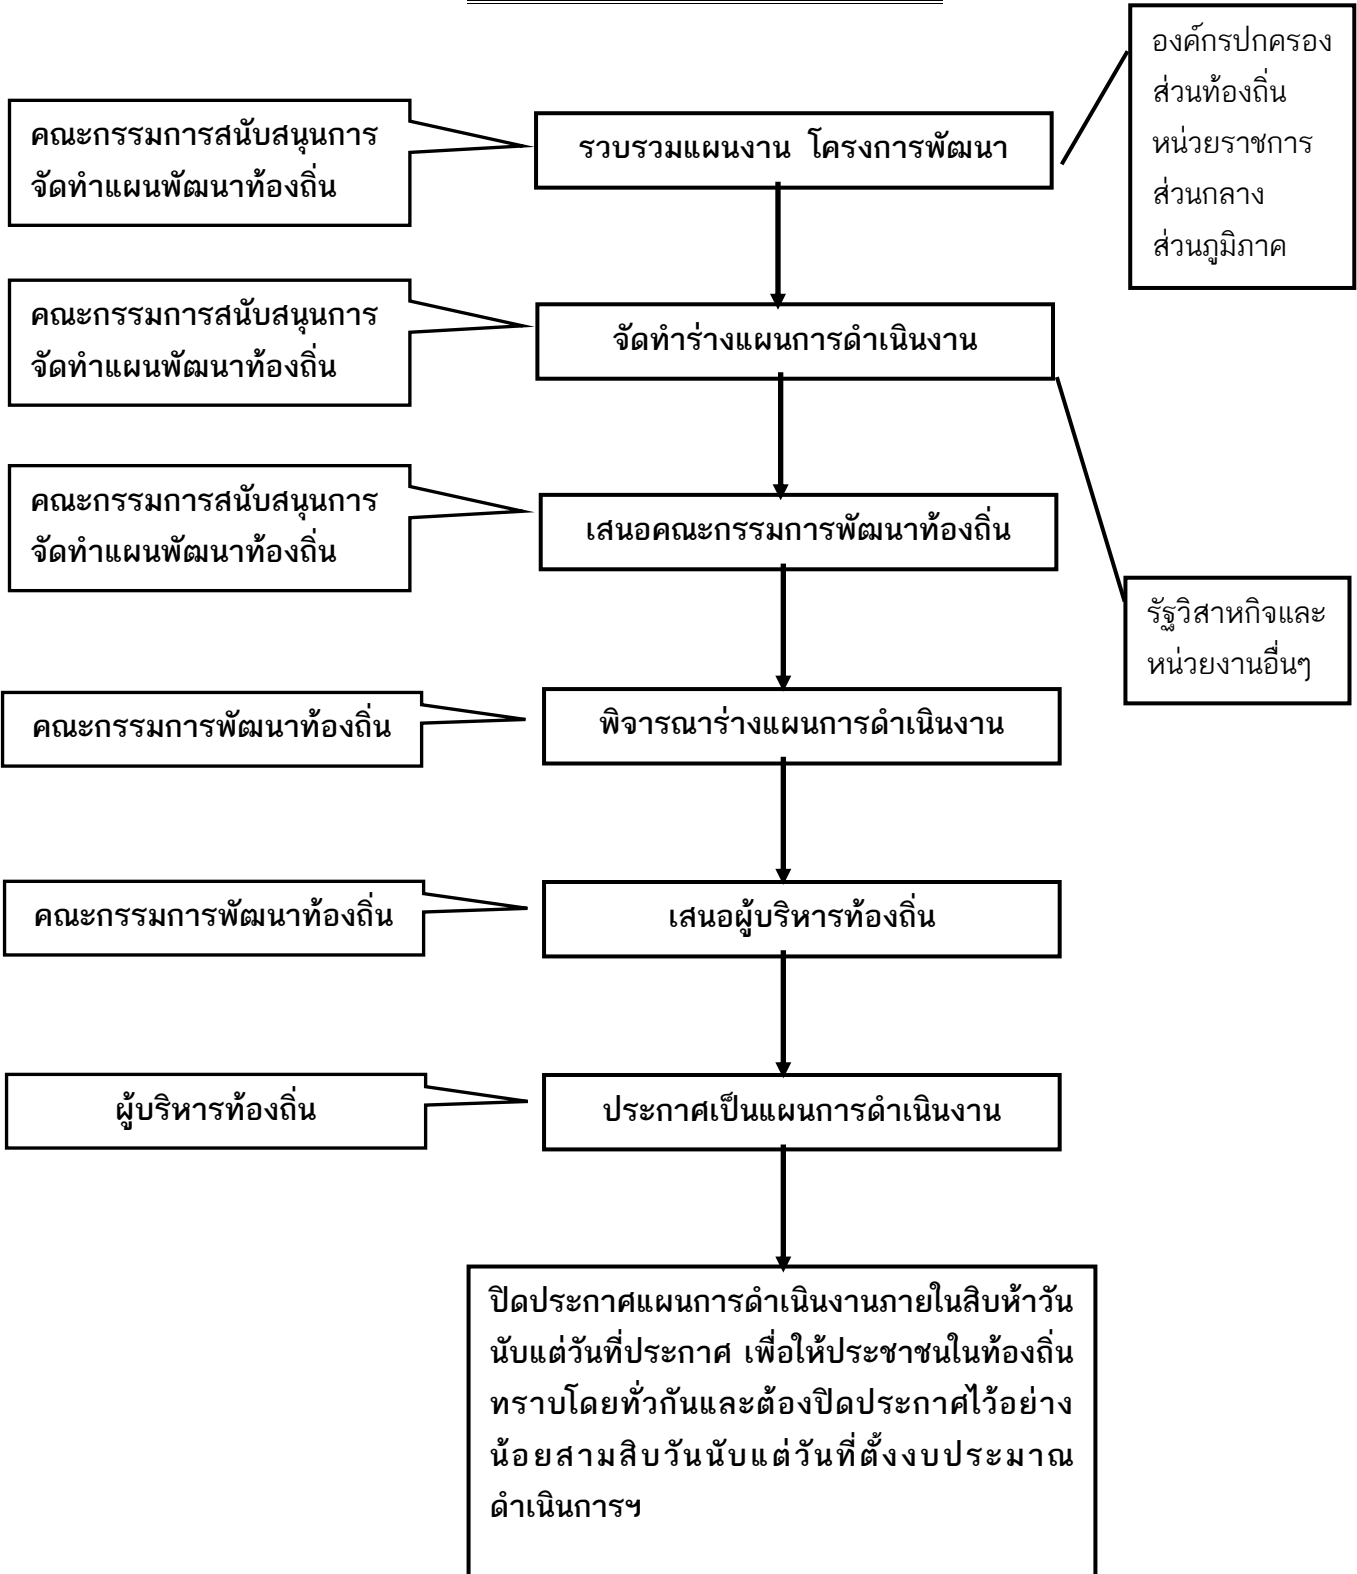 องค์กรปกครอง
ส่วนท้องถิ่น
หน่วยราชการ
ส่วนกลาง
ส่วนภูมิภาค
คณะกรรมการสนับสนุนการ
จัดทำแผนพัฒนาท้องถิ่น
รวบรวมแผนงาน โครงการพัฒนา
คณะกรรมการสนับสนุนการ
จัดทำแผนพัฒนาท้องถิ่น
จัดทำร่างแผนการดำเนินงาน
คณะกรรมการสนับสนุนการ
จัดทำแผนพัฒนาท้องถิ่น
เสนอคณะกรรมการพัฒนาท้องถิ่น
รัฐวิสาหกิจและ
หน่วยงานอื่นๆ
คณะกรรมการพัฒนาท้องถิ่น
พิจารณาร่างแผนการดำเนินงาน
คณะกรรมการพัฒนาท้องถิ่น
เสนอผู้บริหารท้องถิ่น
ผู้บริหารท้องถิ่น
ประกาศเป็นแผนการดำเนินงาน
ปิดประกาศแผนการดำเนินงานภายในสิบห้าวัน
นับแต่วันที่ประกาศ เพื่อให้ประชาชนในท้องถิ่น
ทราบโดยทั่วกันและต้องปิดประกาศไว้อย่าง
น้อยสามสิบวันนับแต่วันที่ตั้งงบประมาณ
ดำเนินการฯ